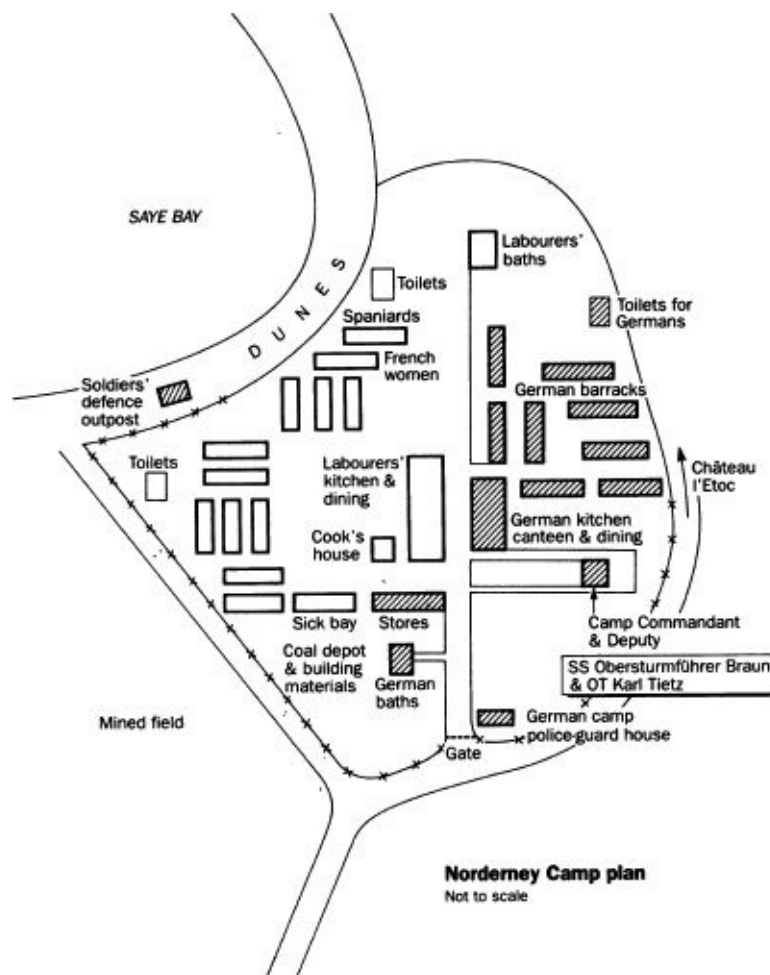 SAYE BAY
DUNES
Labourers'
baths
Toilets
Toilets for
Germans
Spaniards
French
women
German barracks
Soldiers'
defence
outpost
Toilets
Labourers'
kitchen &
dining
Château
l'Etoc
German kitchen
canteen & dining
Cook's
house
Sick bay
Stores
Camp Commandant
& Deputy
Coal depot
& building
materials
German
baths
SS Obersturmführer Braun
& OT Karl Tietz
Mined field
German camp
police-guard house
Gate
Norderney Camp plan
Not to scale